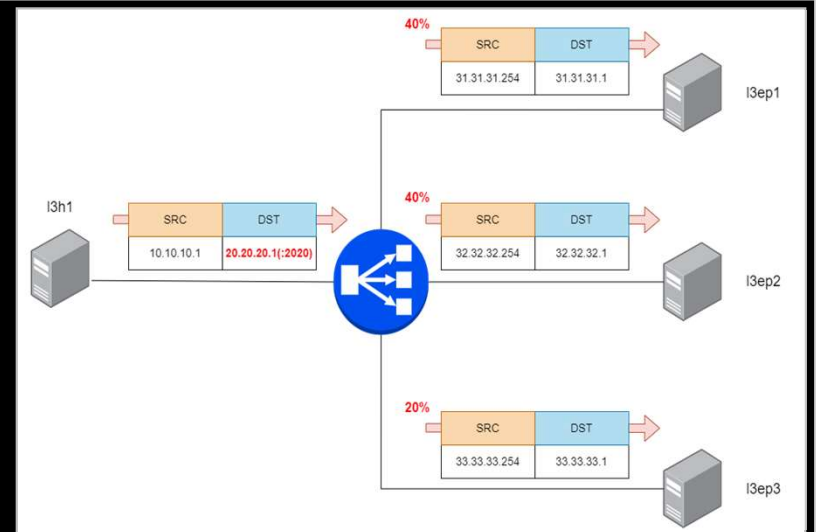 40%
SRC DST
31.31.31.254 31.31.31.1
l3ep1
40%
l3h1
SRC DST
SRC DST
10.10.10.1 20.20.20.1(:2020)
32.32.32.254 32.32.32.1
l3ep2
20%
SRC DST
33.33.33.254 33.33.33.1
l3ep3